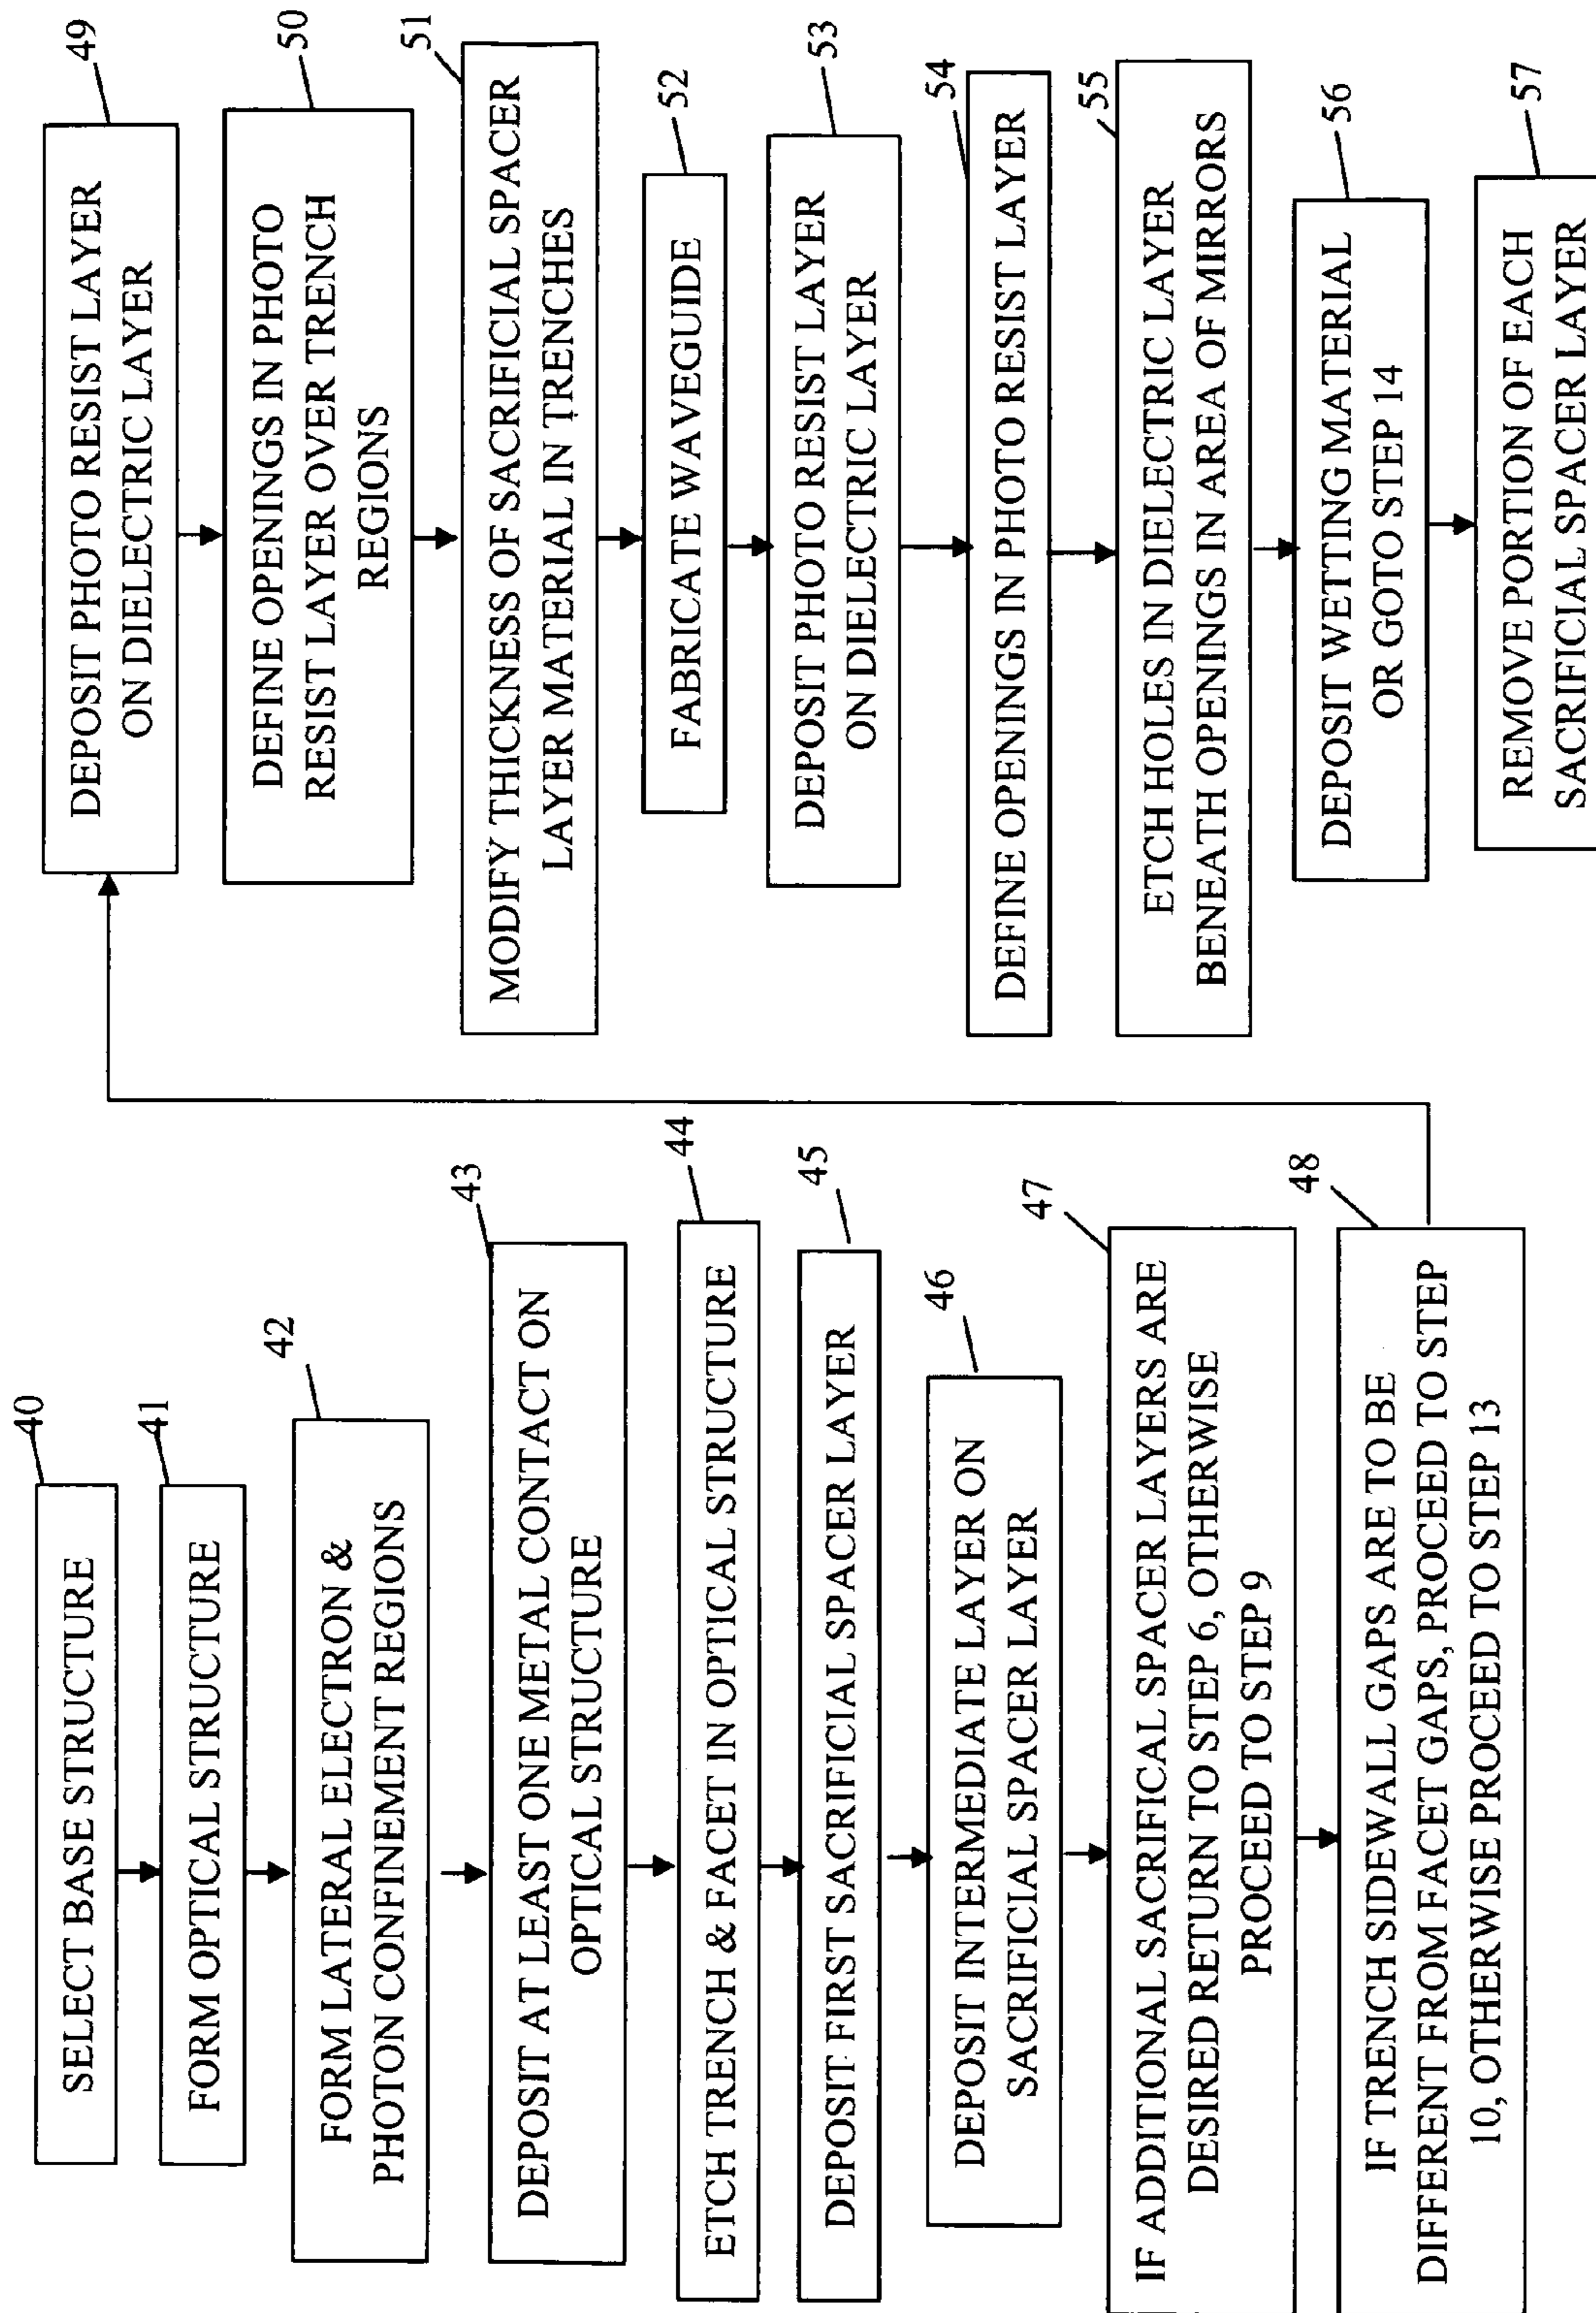 40
SELECT BASE STRUCTURE
41
FORM OPTICAL STRUCTURE
42
FORM LATERAL ELECTRON &
PHOTON CONFINEMENT REGIONS
43
DEPOSIT AT LEAST ONE METAL CONTACT ON
OPTICAL STRUCTURE
44
ETCH TRENCH & FACET IN OPTICAL STRUCTURE
45
DEPOSIT FIRST SACRIFICIAL SPACER LAYER
46
DEPOSIT INTERMEDIATE LAYER ON
SACRIFICIAL SPACER LAYER
47
IF ADDITIONAL SACRIFICAL SPACER LAYERS ARE
DESIRED RETURN TO STEP 6, OTHERWISE
PROCEED TO STEP 9
48
IF TRENCH SIDEWALL GAPS ARE TO BE
DIFFERENT FROM FACET GAPS, PROCEED TO STEP
10, OTHERWISE PROCEED TO STEP 13
49
DEPOSIT PHOTO RESIST LAYER
ON DIELECTRIC LAYER
50
DEFINE OPENINGS IN PHOTO
RESIST LAYER OVER TRENCH
REGIONS
51
MODIFY THICKNESS OF SACRIFICIAL SPACER
LAYER MATERIAL IN TRENCHES
52
FABRICATE WAVEGUIDE
53
DEPOSIT PHOTO RESIST LAYER
ON DIELECTRIC LAYER
54
DEFINE OPENINGS IN PHOTO RESIST LAYER
55
ETCH HOLES IN DIELECTRIC LAYER
BENEATH OPENINGS IN AREA OF MIRRORS
56
DEPOSIT WETTING MATERIAL
OR GOTO STEP 14
57
REMOVE PORTION OF EACH
SACRIFICIAL SPACER LAYER